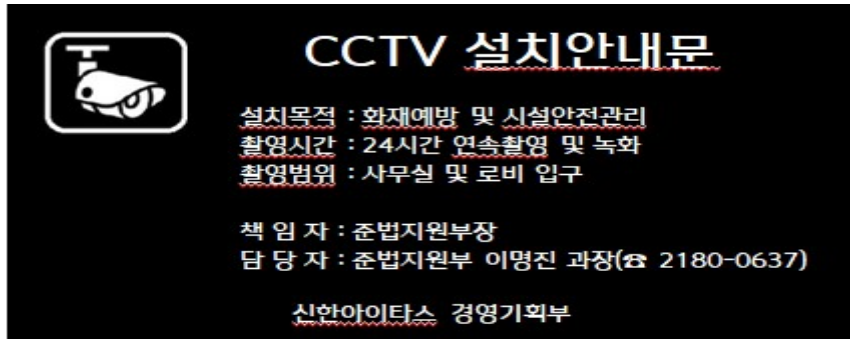 CCTV 설치안내문
설치목적 : 화재예방 및 시설안전관리
촬영시간 : 24시간 연속촬영 및 녹화
촬영범위 : 사무실 및 로비 입구
책 임 자 : 준법지원부장
담 당 자 : 준법지원부 이명진 과장(☎ 2180-0637)
신한아이타스 경영기획부